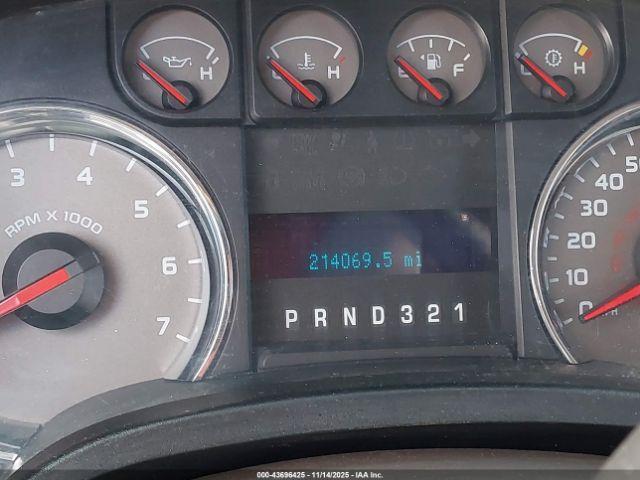 H
H
E F
C H
3 4 5 6 7
RPM X 1000
0 10 20 30 40 50
214069.5 mi
P R N D 3 2 1
000-43696425 - 11/14/2025 - IAA, Inc.